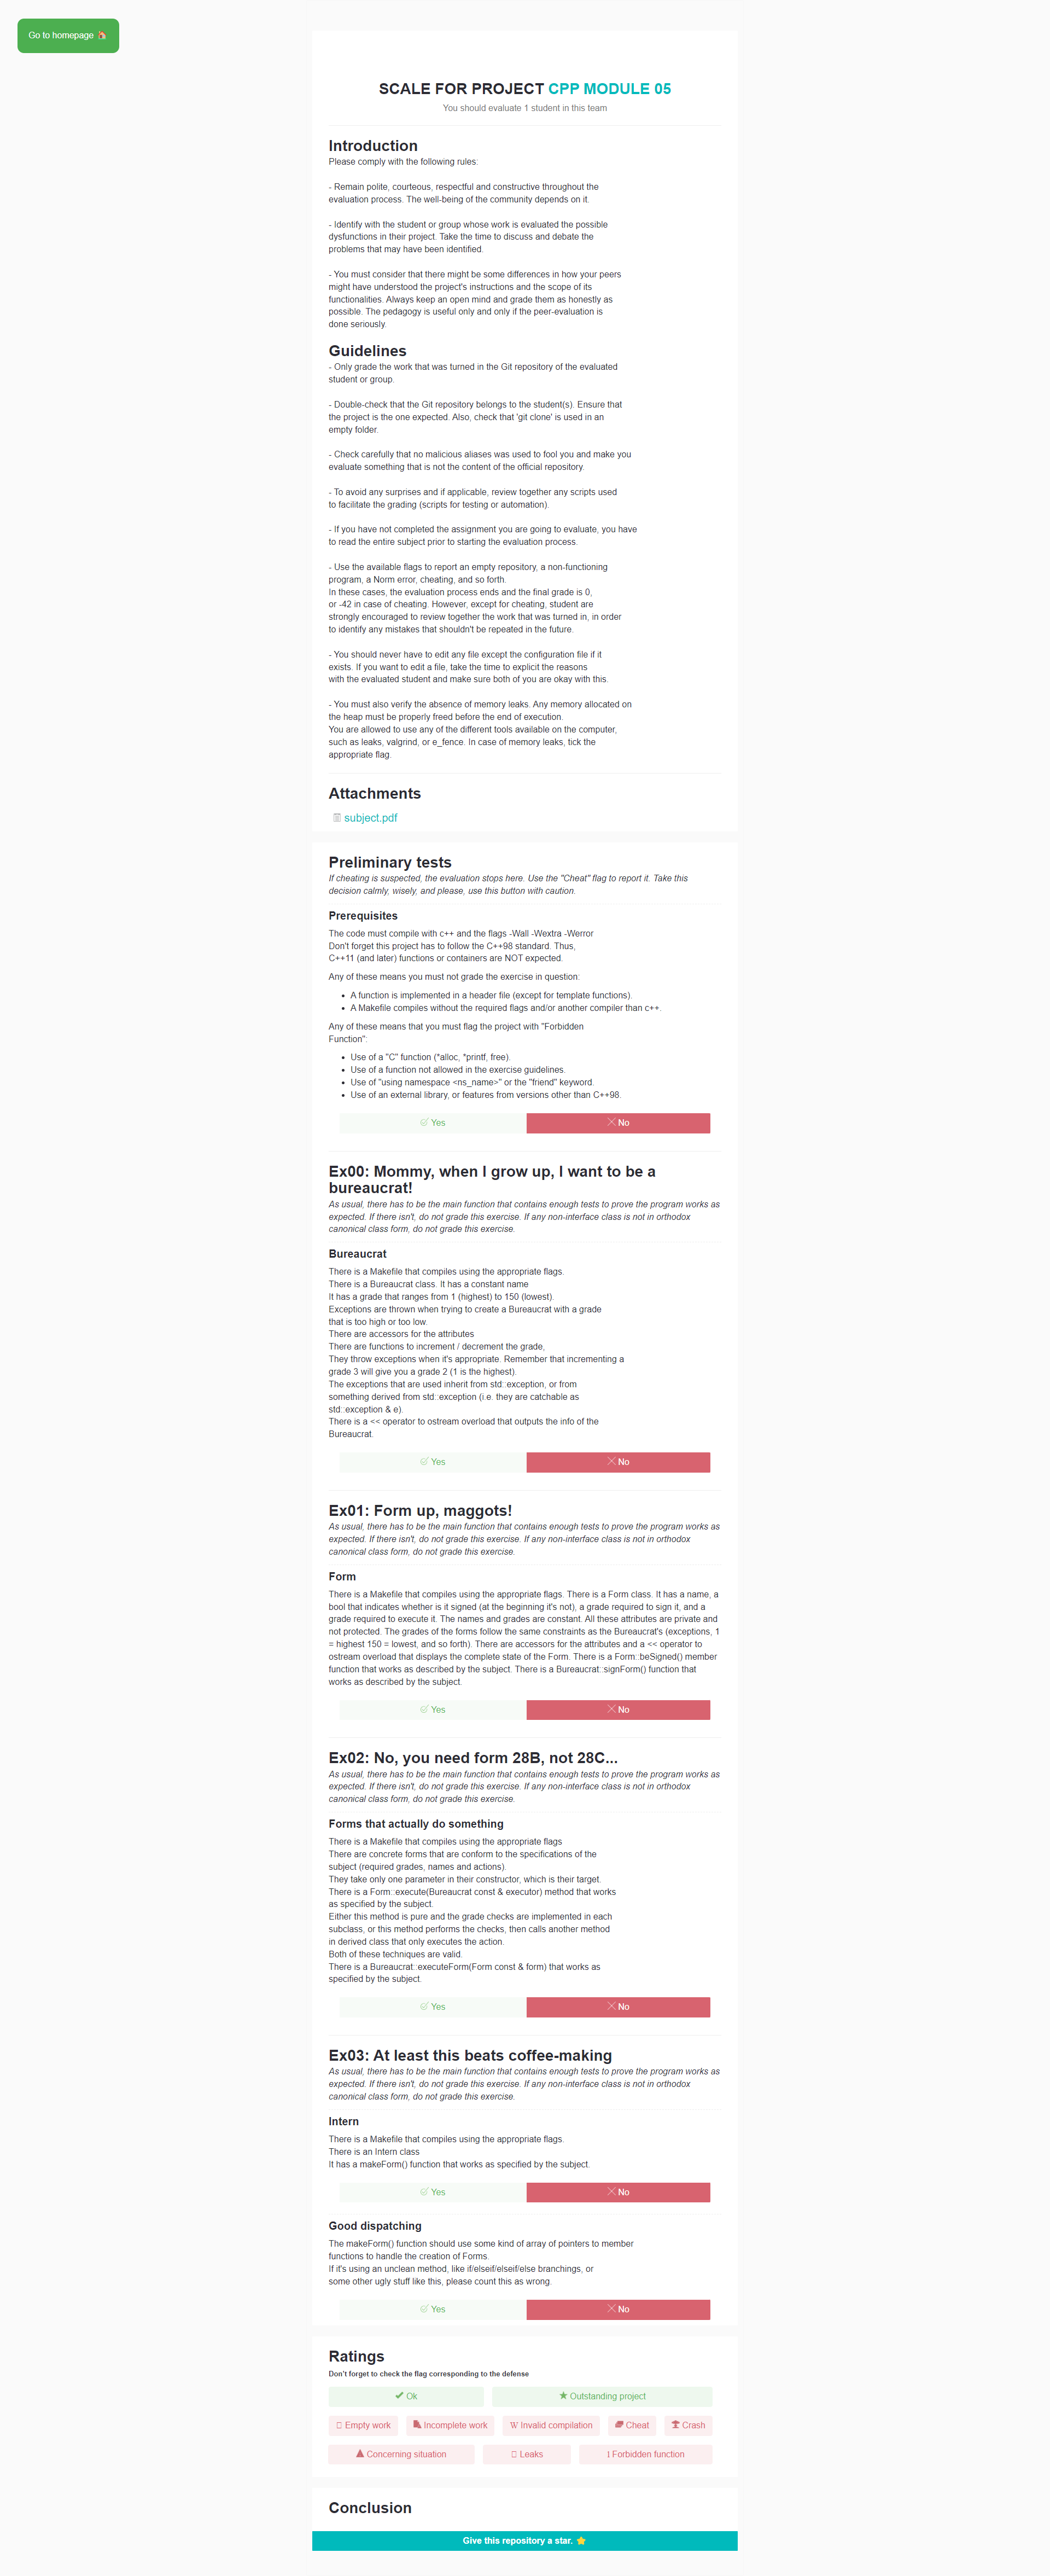 Go to homepage
SCALE FOR PROJECT CPP MODULE 05
You should evaluate 1 student in this team
Introduction
Please comply with the following rules:
- Remain polite, courteous, respectful and constructive throughout the
evaluation process. The well-being of the community depends on it.
- Identify with the student or group whose work is evaluated the possible
dysfunctions in their project. Take the time to discuss and debate the
problems that may have been identified.
- You must consider that there might be some differences in how your peers
might have understood the project's instructions and the scope of its
functionalities. Always keep an open mind and grade them as honestly as
possible. The pedagogy is useful only and only if the peer-evaluation is
done seriously.
Guidelines
- Only grade the work that was turned in the Git repository of the evaluated
student or group.
- Double-check that the Git repository belongs to the student(s). Ensure that
the project is the one expected. Also, check that 'git clone' is used in an
empty folder.
- Check carefully that no malicious aliases was used to fool you and make you
evaluate something that is not the content of the official repository.
- To avoid any surprises and if applicable, review together any scripts used
to facilitate the grading (scripts for testing or automation).
- If you have not completed the assignment you are going to evaluate, you have
to read the entire subject prior to starting the evaluation process.
- Use the available flags to report an empty repository, a non-functioning
program, a Norm error, cheating, and so forth.
In these cases, the evaluation process ends and the final grade is 0,
or -42 in case of cheating. However, except for cheating, student are
strongly encouraged to review together the work that was turned in, in order
to identify any mistakes that shouldn't be repeated in the future.
- You should never have to edit any file except the configuration file if it
exists. If you want to edit a file, take the time to explicit the reasons
with the evaluated student and make sure both of you are okay with this.
- You must also verify the absence of memory leaks. Any memory allocated on
the heap must be properly freed before the end of execution.
You are allowed to use any of the different tools available on the computer,
such as leaks, valgrind, or e_fence. In case of memory leaks, tick the
appropriate flag.
Attachments
subject.pdf
Preliminary tests
If cheating is suspected, the evaluation stops here. Use the "Cheat" flag to report it. Take this
decision calmly, wisely, and please, use this button with caution.
Prerequisites
The code must compile with c++ and the flags -Wall -Wextra -Werror
Don't forget this project has to follow the C++98 standard. Thus,
C++11 (and later) functions or containers are NOT expected.
Any of these means you must not grade the exercise in question:
• A function is implemented in a header file (except for template functions).
• A Makefile compiles without the required flags and/or another compiler than c++.
Any of these means that you must flag the project with "Forbidden
Function":
• Use of a "C" function (*alloc, *printf, free).
• Use of a function not allowed in the exercise guidelines.
• Use of "using namespace <ns_name>" or the "friend" keyword.
• Use of an external library, or features from versions other than C++98.
Yes No
Ex00: Mommy, when I grow up, I want to be a
bureaucrat!
As usual, there has to be the main function that contains enough tests to prove the program works as
expected. If there isn't, do not grade this exercise. If any non-interface class is not in orthodox
canonical class form, do not grade this exercise.
Bureaucrat
There is a Makefile that compiles using the appropriate flags.
There is a Bureaucrat class. It has a constant name
It has a grade that ranges from 1 (highest) to 150 (lowest).
Exceptions are thrown when trying to create a Bureaucrat with a grade
that is too high or too low.
There are accessors for the attributes
There are functions to increment / decrement the grade,
They throw exceptions when it's appropriate. Remember that incrementing a
grade 3 will give you a grade 2 (1 is the highest).
The exceptions that are used inherit from std::exception, or from
something derived from std::exception (i.e. they are catchable as
std::exception & e).
There is a << operator to ostream overload that outputs the info of the
Bureaucrat.
Yes No
Ex01: Form up, maggots!
As usual, there has to be the main function that contains enough tests to prove the program works as
expected. If there isn't, do not grade this exercise. If any non-interface class is not in orthodox
canonical class form, do not grade this exercise.
Form
There is a Makefile that compiles using the appropriate flags. There is a Form class. It has a name, a
bool that indicates whether is it signed (at the beginning it's not), a grade required to sign it, and a
grade required to execute it. The names and grades are constant. All these attributes are private and
not protected. The grades of the forms follow the same constraints as the Bureaucrat's (exceptions, 1
= highest 150 = lowest, and so forth). There are accessors for the attributes and a << operator to
ostream overload that displays the complete state of the Form. There is a Form::beSigned() member
function that works as described by the subject. There is a Bureaucrat::signForm() function that
works as described by the subject.
Yes No
Ex02: No, you need form 28B, not 28C...
As usual, there has to be the main function that contains enough tests to prove the program works as
expected. If there isn't, do not grade this exercise. If any non-interface class is not in orthodox
canonical class form, do not grade this exercise.
Forms that actually do something
There is a Makefile that compiles using the appropriate flags
There are concrete forms that are conform to the specifications of the
subject (required grades, names and actions).
They take only one parameter in their constructor, which is their target.
There is a Form::execute(Bureaucrat const & executor) method that works
as specified by the subject.
Either this method is pure and the grade checks are implemented in each
subclass, or this method performs the checks, then calls another method
in derived class that only executes the action.
Both of these techniques are valid.
There is a Bureaucrat::executeForm(Form const & form) that works as
specified by the subject.
Yes No
Ex03: At least this beats coffee-making
As usual, there has to be the main function that contains enough tests to prove the program works as
expected. If there isn't, do not grade this exercise. If any non-interface class is not in orthodox
canonical class form, do not grade this exercise.
Intern
There is a Makefile that compiles using the appropriate flags.
There is an Intern class
It has a makeForm() function that works as specified by the subject.
Yes No
Good dispatching
The makeForm() function should use some kind of array of pointers to member
functions to handle the creation of Forms.
If it's using an unclean method, like if/elseif/elseif/else branchings, or
some other ugly stuff like this, please count this as wrong.
Yes No
Ratings
Don't forget to check the flag corresponding to the defense
Ok Outstanding project
Empty work Incomplete work W Invalid compilation Cheat Crash
Concerning situation Leaks l Forbidden function
Conclusion
Give this repository a star.